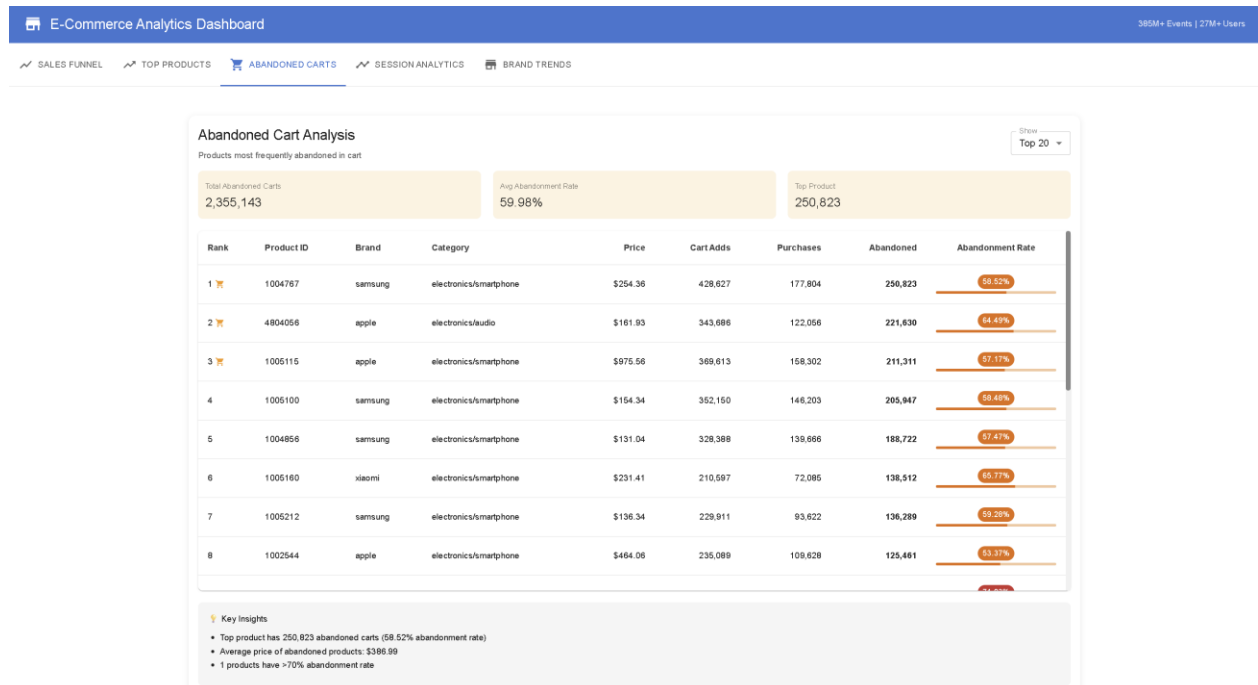 E-Commerce Analytics Dashboard
385M+ Events | 27M+ Users
SALES FUNNEL TOP PRODUCTS ABANDONED CARTS SESSION ANALYTICS BRAND TRENDS
Abandoned Cart Analysis
Products most frequently abandoned in cart
Show
Top 20
Total Abandoned Carts
2,355,143
Avg Abandonment Rate
59.98%
Top Product
250,823
Rank Product ID Brand Category Price Cart Adds Purchases Abandoned Abandonment Rate
1 1004767 samsung electronics/smartphone $254.36 428,627 177,804 250,823 58.52%
2 4804056 apple electronics/audio $161.93 343,686 122,056 221,630 64.49%
3 1005115 apple electronics/smartphone $975.56 369,613 158,302 211,311 57.17%
4 1005100 samsung electronics/smartphone $154.34 352,150 146,203 205,947 58.48%
5 1004856 samsung electronics/smartphone $131.04 328,388 139,666 188,722 57.47%
6 1005160 xiaomi electronics/smartphone $231.41 210,597 72,085 138,512 65.77%
7 1005212 samsung electronics/smartphone $136.34 229,911 93,622 136,289 59.28%
8 1002544 apple electronics/smartphone $464.06 235,089 109,628 125,461 53.37%
Key Insights
• Top product has 250,823 abandoned carts (58.52% abandonment rate)
• Average price of abandoned products: $386.99
• 1 products have >70% abandonment rate